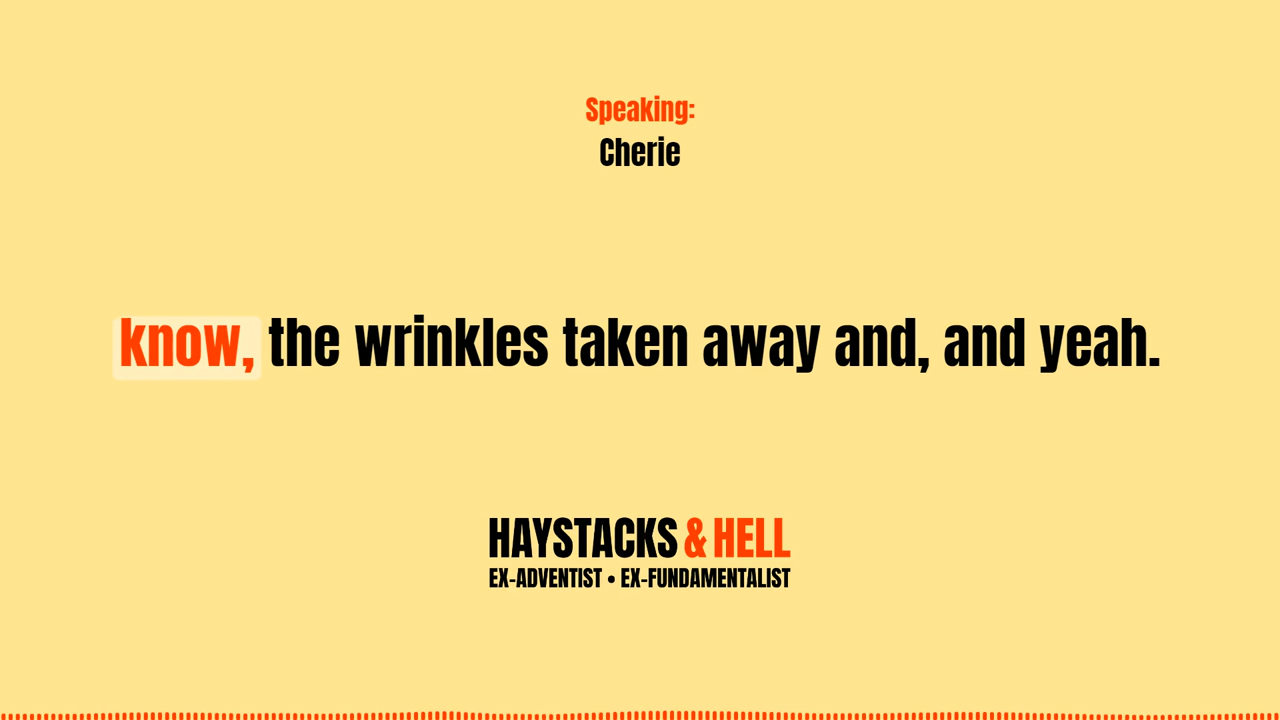 Speaking:
Cherie
know, the wrinkles taken away and, and yeah.
HAYSTACKS & HELL
EX-ADVENTIST • EX-FUNDAMENTALIST